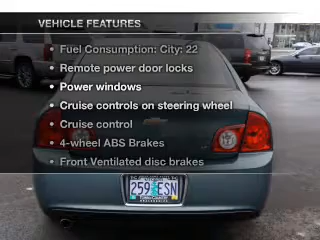 VEHICLE FEATURES
• Fuel Consumption: City: 22
• Remote power door locks
• Power windows
• Cruise controls on steering wheel
• Cruise control
• 4-wheel ABS Brakes
• Front Ventilated disc brakes
259 ESN